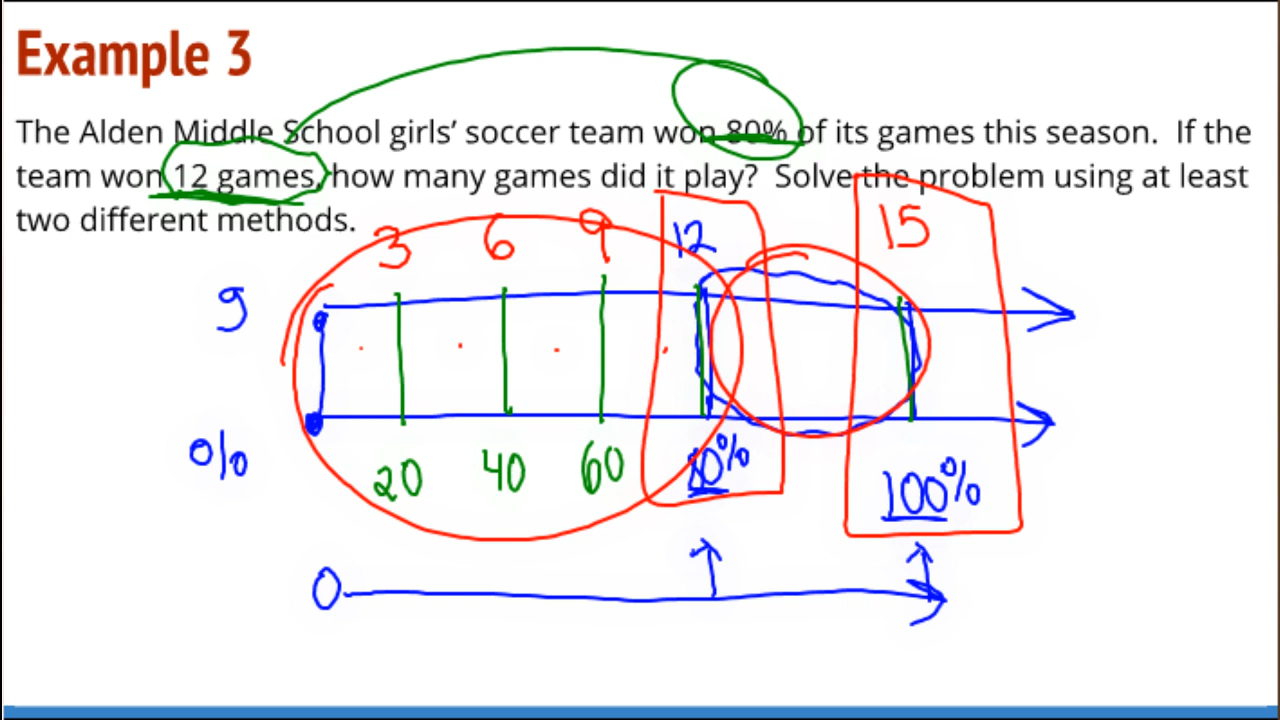 Example 3
The Alden Middle School girls’ soccer team won 80% of its games this season. If the
team won 12 games, how many games did it play? Solve the problem using at least
two different methods.
3 6 9 12 15
g
% 20 40 60 80% 100%
0